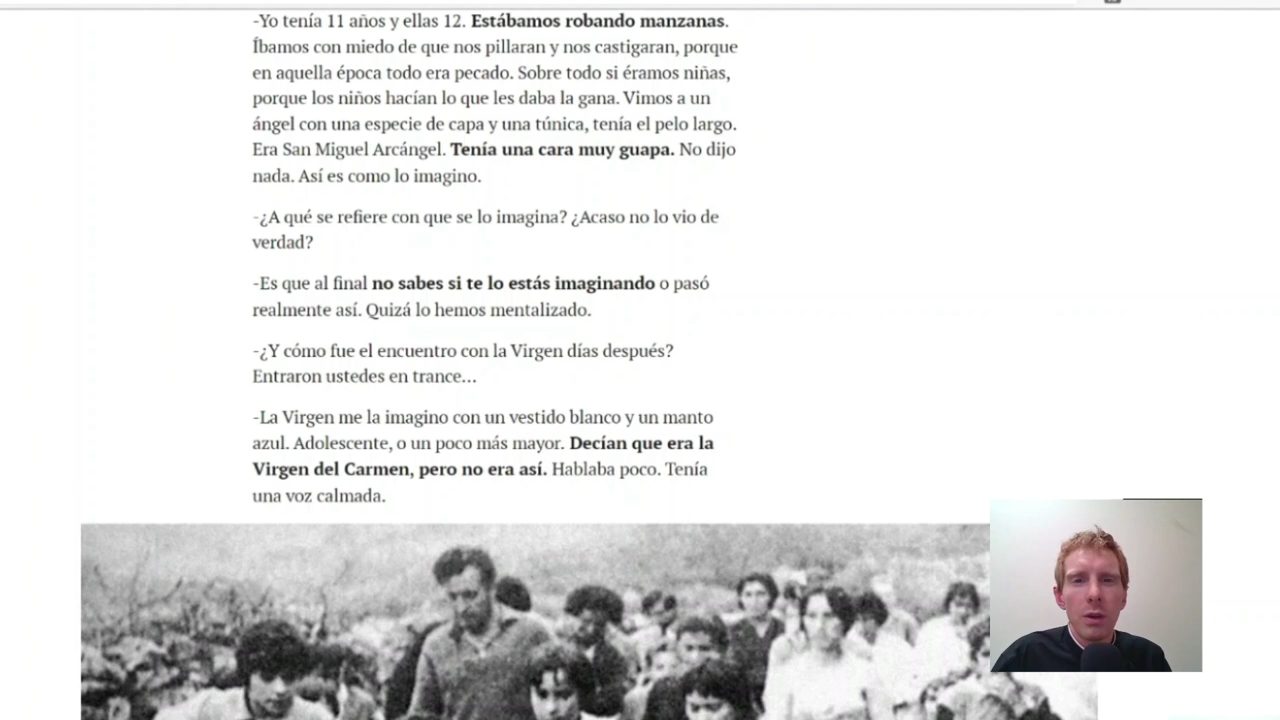 -Yo tenía 11 años y ellas 12. Estábamos robando manzanas.
Íbamos con miedo de que nos pillaran y nos castigaran, porque
en aquella época todo era pecado. Sobre todo si éramos niñas,
porque los niños hacían lo que les daba la gana. Vimos a un
ángel con una especie de capa y una túnica, tenía el pelo largo.
Era San Miguel Arcángel. Tenía una cara muy guapa. No dijo
nada. Así es como lo imagino.
-¿A qué se refiere con que se lo imagina? ¿Acaso no lo vio de
verdad?
-Es que al final no sabes si te lo estás imaginando o pasó
realmente así. Quizá lo hemos mentalizado.
-¿Y cómo fue el encuentro con la Virgen días después?
Entraron ustedes en trance...
-La Virgen me la imagino con un vestido blanco y un manto
azul. Adolescente, o un poco más mayor. Decían que era la
Virgen del Carmen, pero no era así. Hablaba poco. Tenía
una voz calmada.